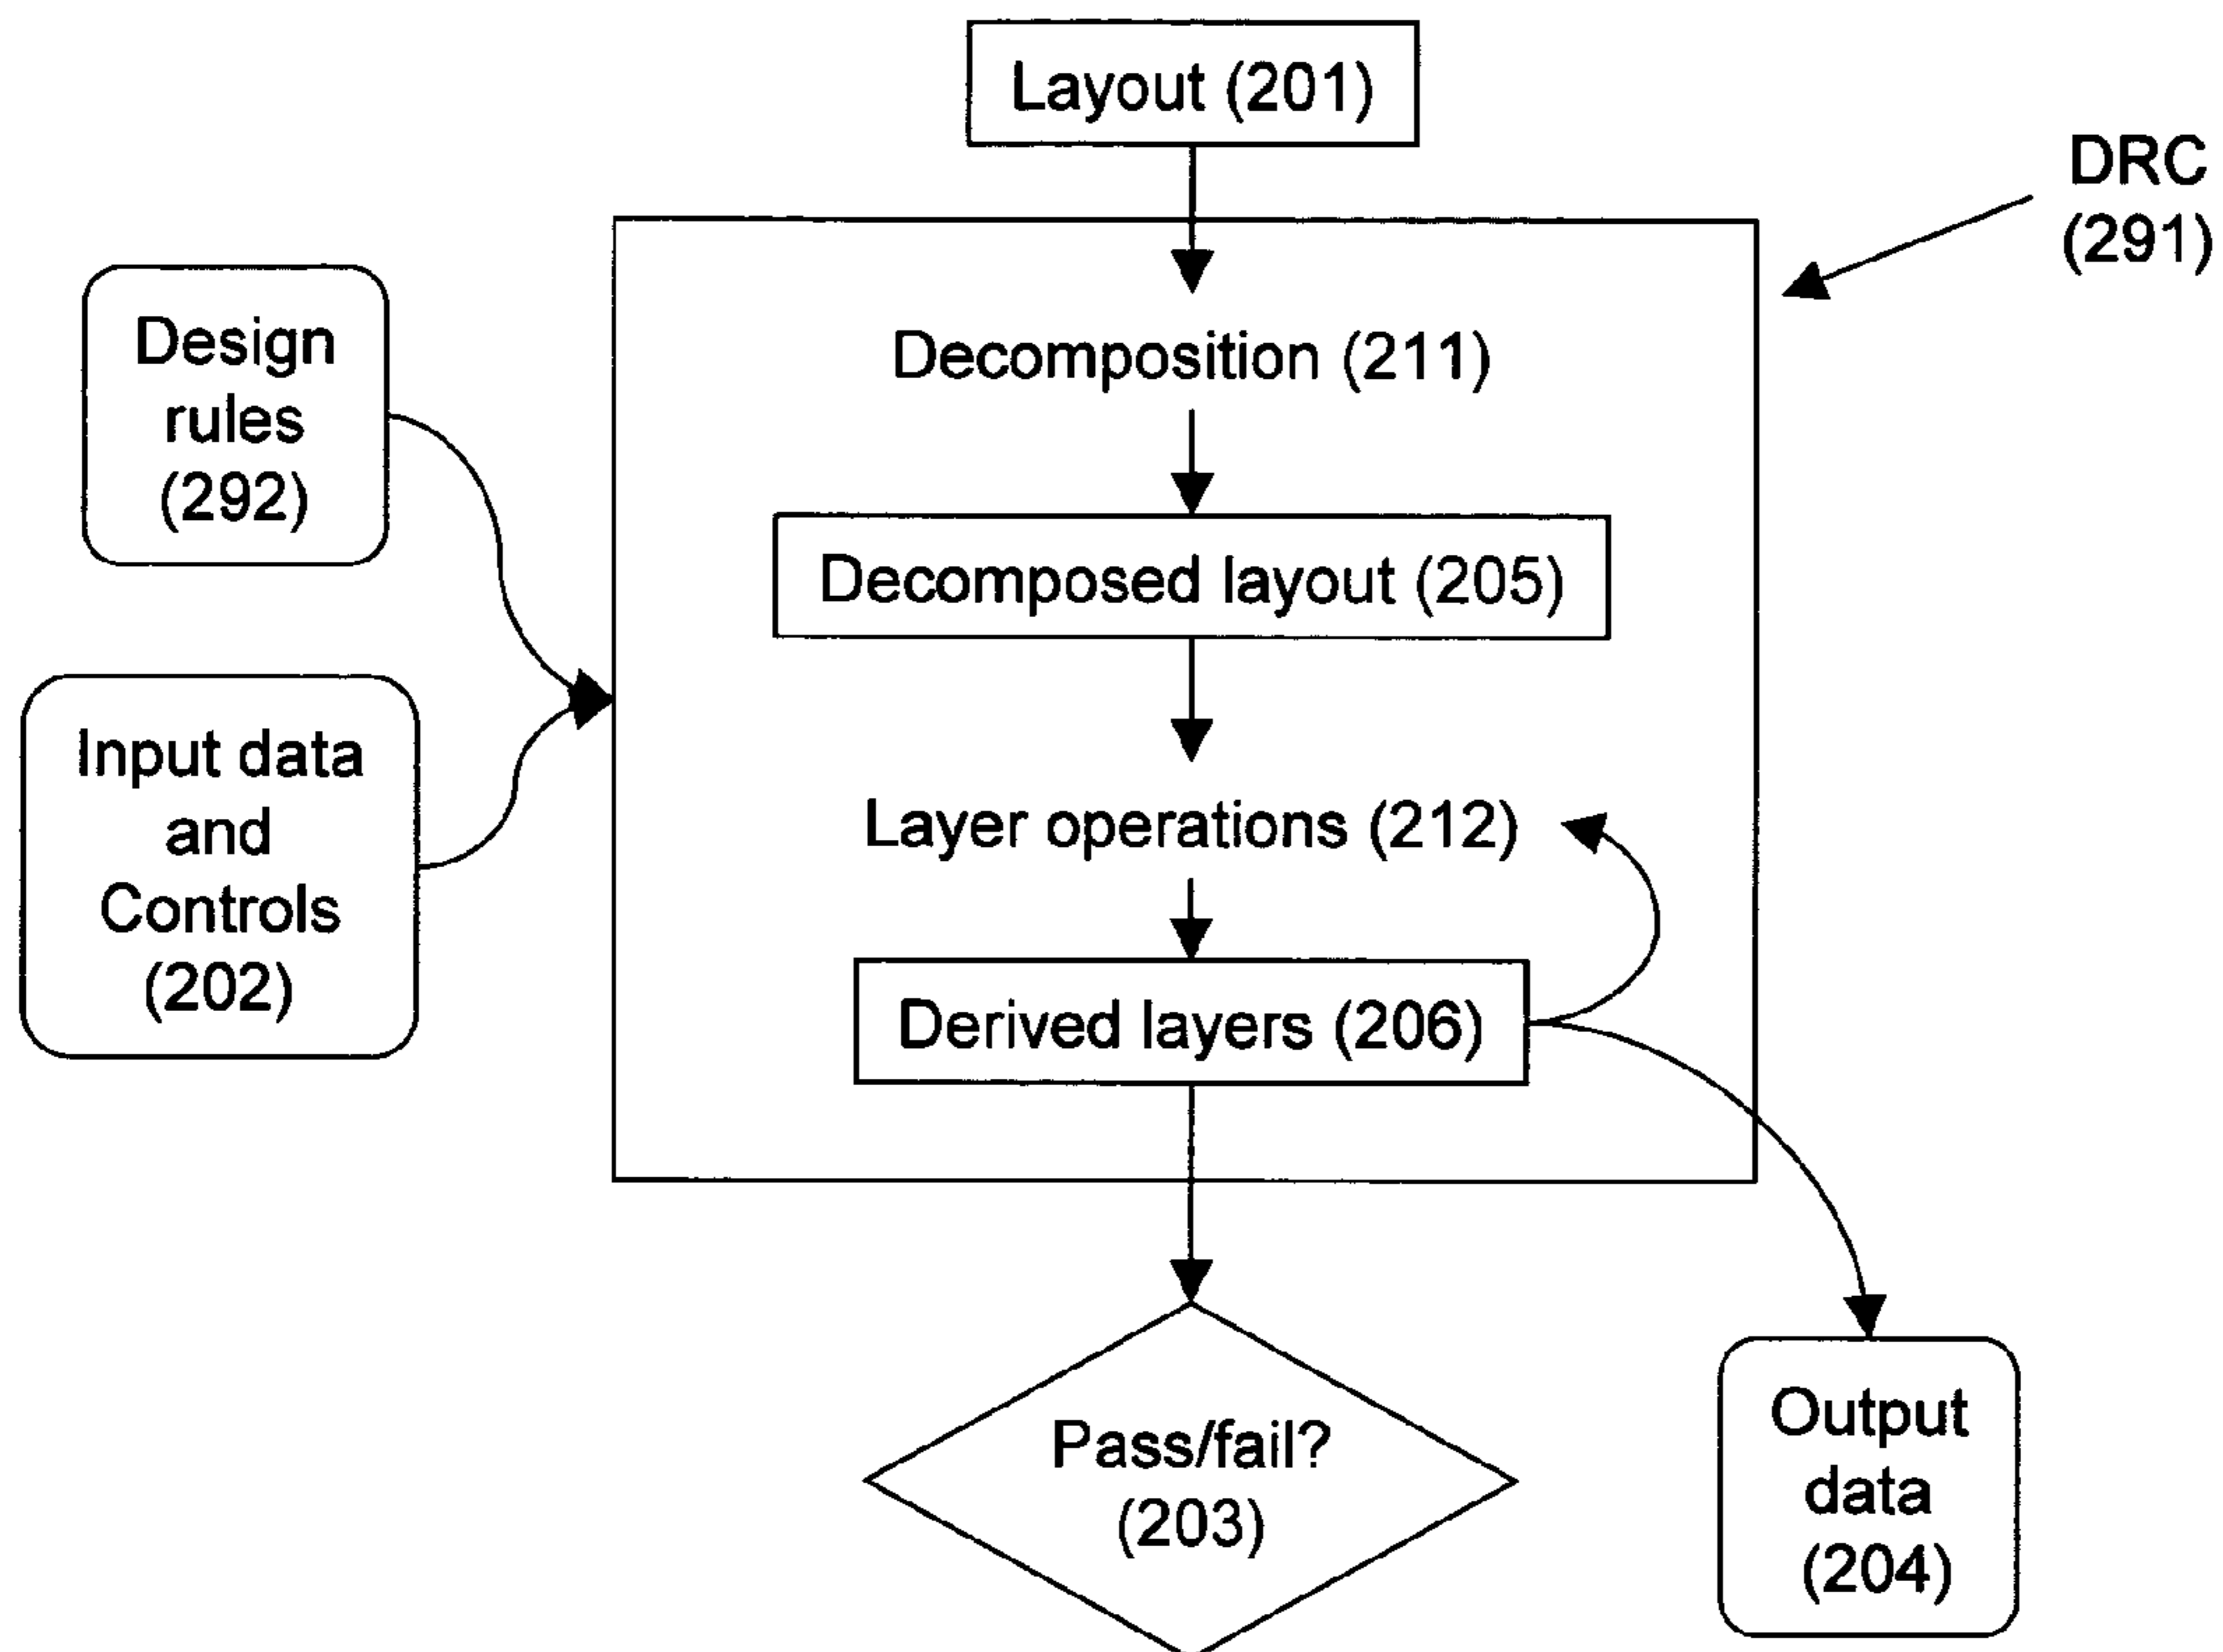 Layout (201)
DRC
(291)
Design
rules
(292)
Decomposition (211)
Decomposed layout (205)
Input data
and
Controls
(202)
Layer operations (212)
Derived layers (206)
Pass/fail?
(203)
Output
data
(204)